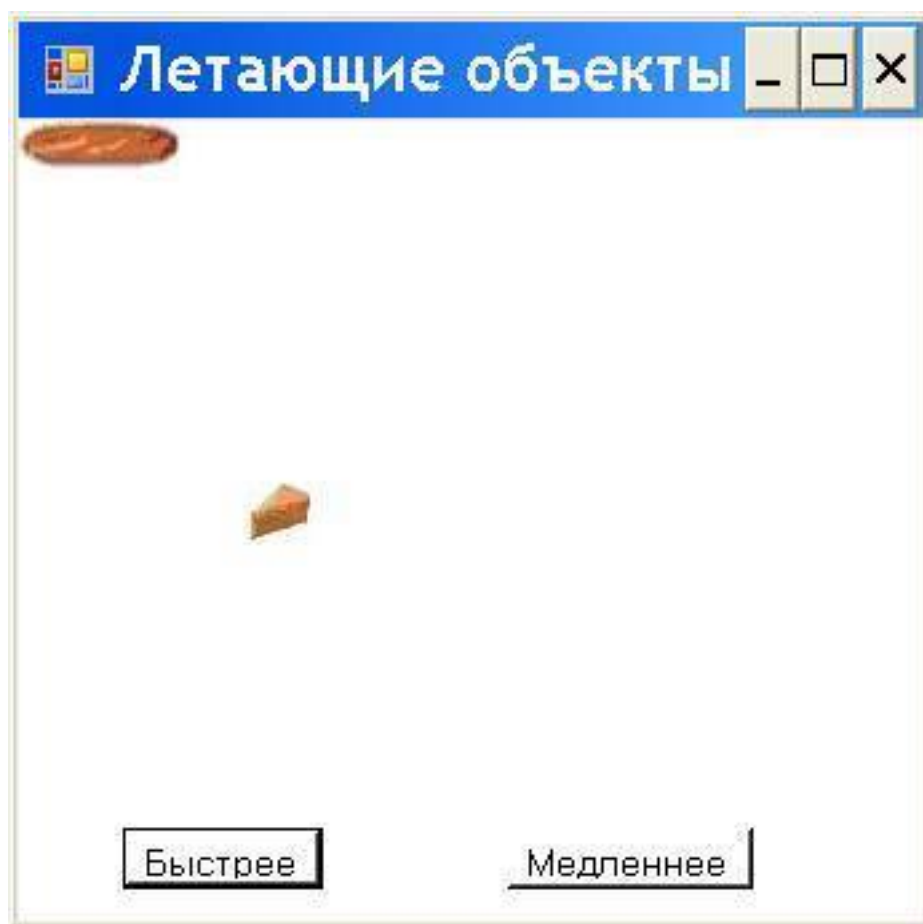 Летающие объекты
Быстрее
Медленнее